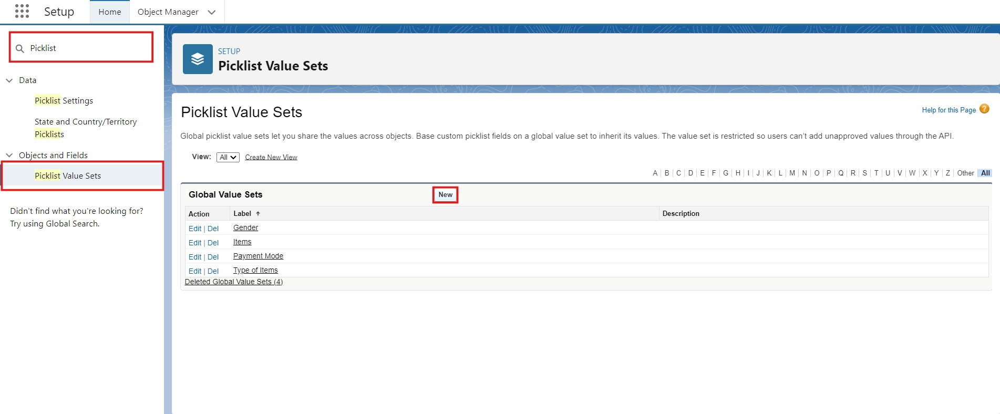 Setup
Home
Object Manager
Picklist
Data
Picklist Settings
State and Country/Territory
Picklists
Objects and Fields
Picklist Value Sets
Didn't find what you're looking for?
Try using Global Search.
SETUP
Picklist Value Sets
Picklist Value Sets
Help for this Page ?
Global picklist value sets let you share the values across objects. Base custom picklist fields on a global value set to inherit its values. The value set is restricted so users can’t add unapproved values through the API.
View: All Create New View
A | B | C | D | E | F | G | H | I | J | K | L | M | N | O | P | Q | R | S | T | U | V | W | X | Y | Z | Other | All
Global Value Sets New
Action Label ↑ Description
Edit | Del Gender
Edit | Del Items
Edit | Del Payment Mode
Edit | Del Type of Items
Deleted Global Value Sets (4)